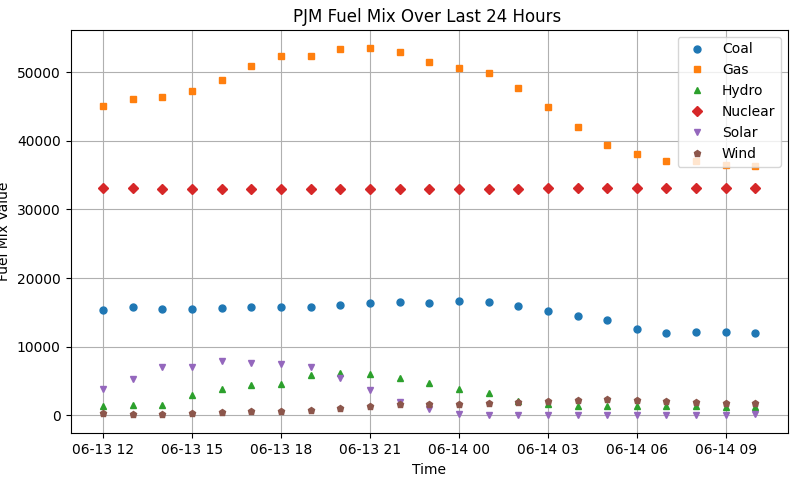 PJM Fuel Mix Over Last 24 Hours
Coal
Gas
Hydro
Nuclear
Solar
Wind
50000
40000
30000
20000
10000
0
Fuel Mix Value
06-13 12 06-13 15 06-13 18 06-13 21 06-14 00 06-14 03 06-14 06 06-14 09
Time